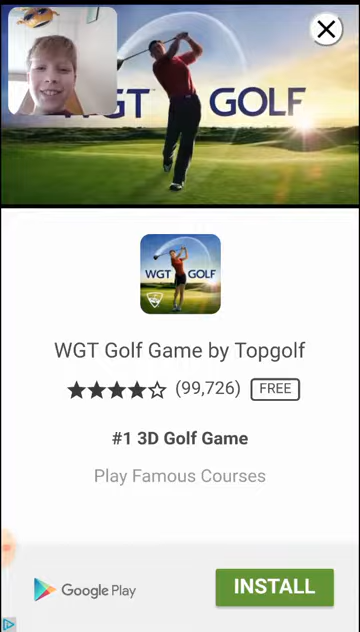 WGT GOLF
WGT GOLF
WGT Golf Game by Topgolf
(99,726) FREE
#1 3D Golf Game
Play Famous Courses
Google Play
INSTALL